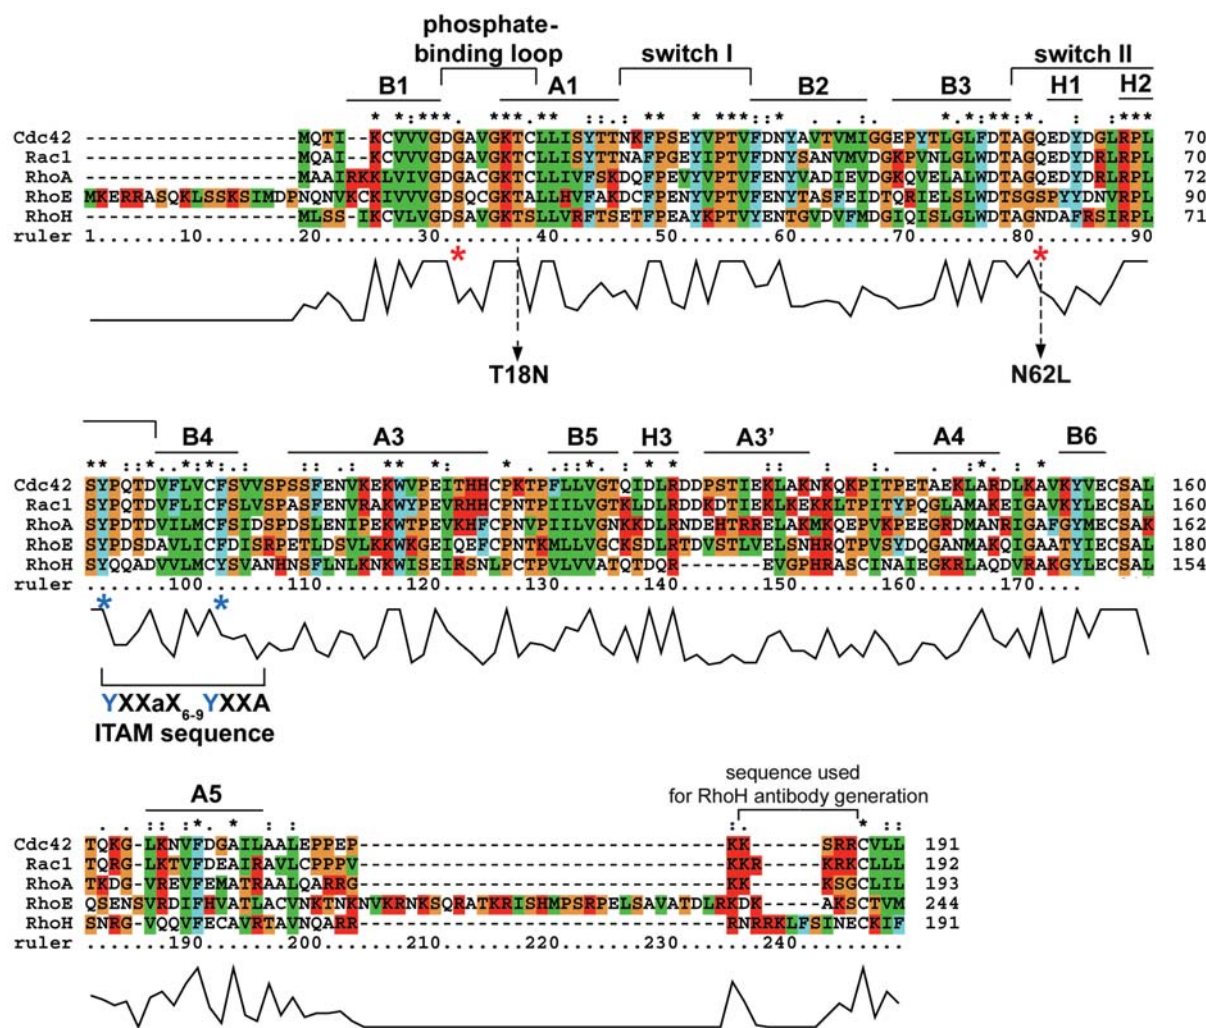 phosphate-
binding loop
switch I
switch II
B1 A1 B2 B3 H1 H2
Cdc42 ------------------MQTI--KCVVVGDGAVGKTCLLISYTTNKFPSEYVPTVFDNYAVTVMIGGEPYTLGLFDTAGQEDYDGLRPL 70
Rac1 ------------------MQAI--KCVVVGDGAVGKTCLLISYTTNAFPGEYIPTVFDNYSANVMVDGKPVNLGLWDTAGQEDYDRLRPL 70
RhoA ------------------MAAIRKKLVIVGDGACGKTCLLIVFSKDQFPEVYVPTVFENYVADIEVDGKQVELALWDTAGQEDYDRLRPL 72
RhoE MKERRASQKLSSKSIMDPNQNVKCKIVVVGDSQCGKTALLHVFAKDCFPENYVPTVFENYTASFEIDTQRIELSLWDTSGSPYYDNVRPL 90
RhoH ------------------MLSS-IKCVLVGDSAVGKTSLLVRFTSETFPEAYKPTVYENTGVDVFMDGIQISLGLWDTAGNDAFRSIRPL 71
ruler 1.......10........20........30........40........50........60........70........80........90
* *
T18N N62L
B4 A3 B5 H3 A3' A4 B6
Cdc42 SYPQTDVFLVCFSVVSPSSFENVKEKWVPEITHHCPKTPFLLVGTQIDLRDDPSTIEKLAKNKQKPITPETAEKLARDLKAVKYVECSAL 160
Rac1 SYPQTDVFLICFSLVSPASFENVRAKWYPEVRHHCPNTPIILVGTKLDLRDDKDTIEKLKEKKLTPITYPQGLAMAKEIGAVKYLECSAL 160
RhoA SYPDTDVILMCFSIDSPDSLENIPEKWTPEVKHFCPNVPIILVGNKKDLRNDEHTRRELAKMKQEPVKPEEGRDMANRIGAFGYMECSAK 162
RhoE SYPDSDAVLICFDISRPETLDSVLKKWKGEIQEFCPNTKMLLVGCKSDLRTDVSTLVELSNHRQTPVSYDQGANMAKQIGAATYIECSAL 180
RhoH SYQQADVVLMCYSVANHNSFLNLKNKWISEIRSNLPCTPVLVVATQTDQR-------EVGPHRASCINAIEGKRLAQDVRAKGYLECSAL 154
ruler .......100.......110.......120.......130.......140.......150.......160.......170.........
* *
YXXaX6-9YXXA
ITAM sequence
sequence used
for RhoH antibody generation
A5
Cdc42 TQKG-LKNVFDGAILAALEPPEP-------------------------------KK-----SRRCVLL 191
Rac1 TQRG-LKTVFDEAIRAVLCPPPV-------------------------------KKR----KRKCLLL 192
RhoA TKDG-VREVFEMATRAALQARRG-------------------------------KK-----KSGCLIL 193
RhoE QSENSVRDIFHVATLACVNKTNKNVKRNKSQRATKRISHMPSRPELSAVATDLRKDK----AKSCTVM 244
RhoH SNRG-VQQVFECAVRTAVNQARR-------------------------------RNRRKLFSINECKIF 191
ruler .......190.......200.......210.......220.......230.......240.........